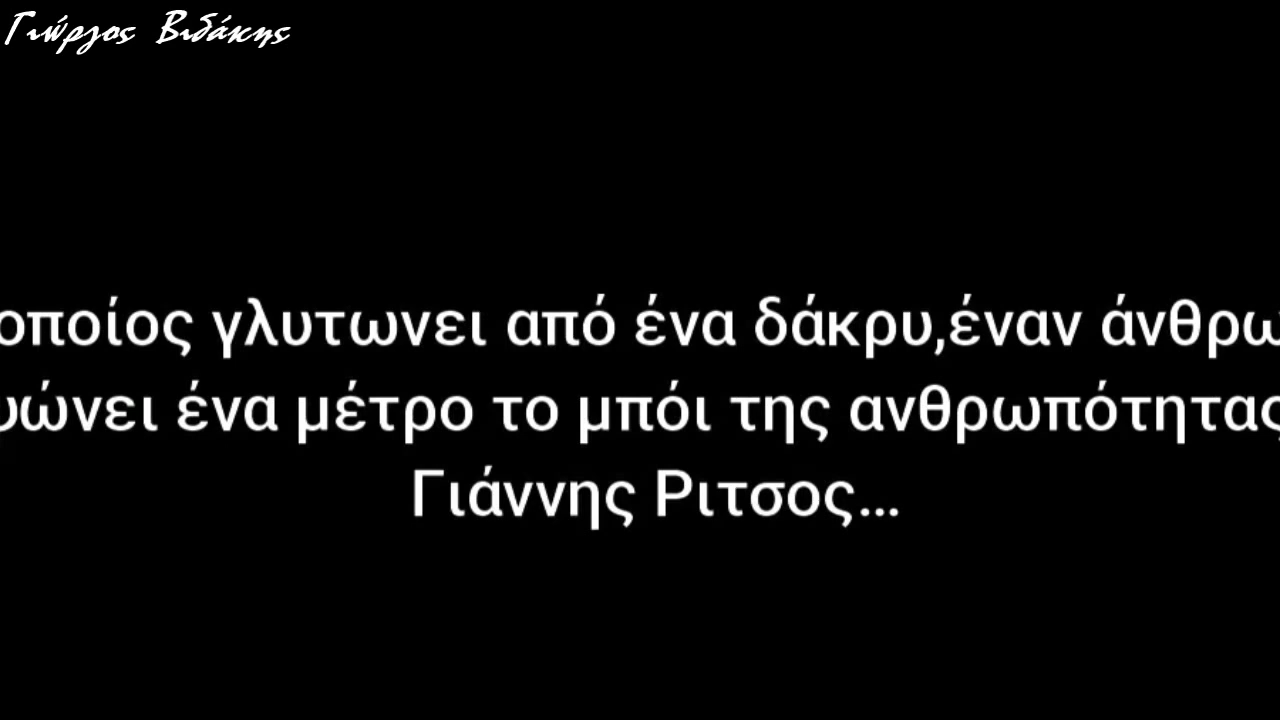 Γιώργος Βιδάκης
οποίος γλυτωνει από ένα δάκρυ,έναν άνθρω
ψώνει ένα μέτρο το μπόι της ανθρωπότητας
Γιάννης Ριτσος...